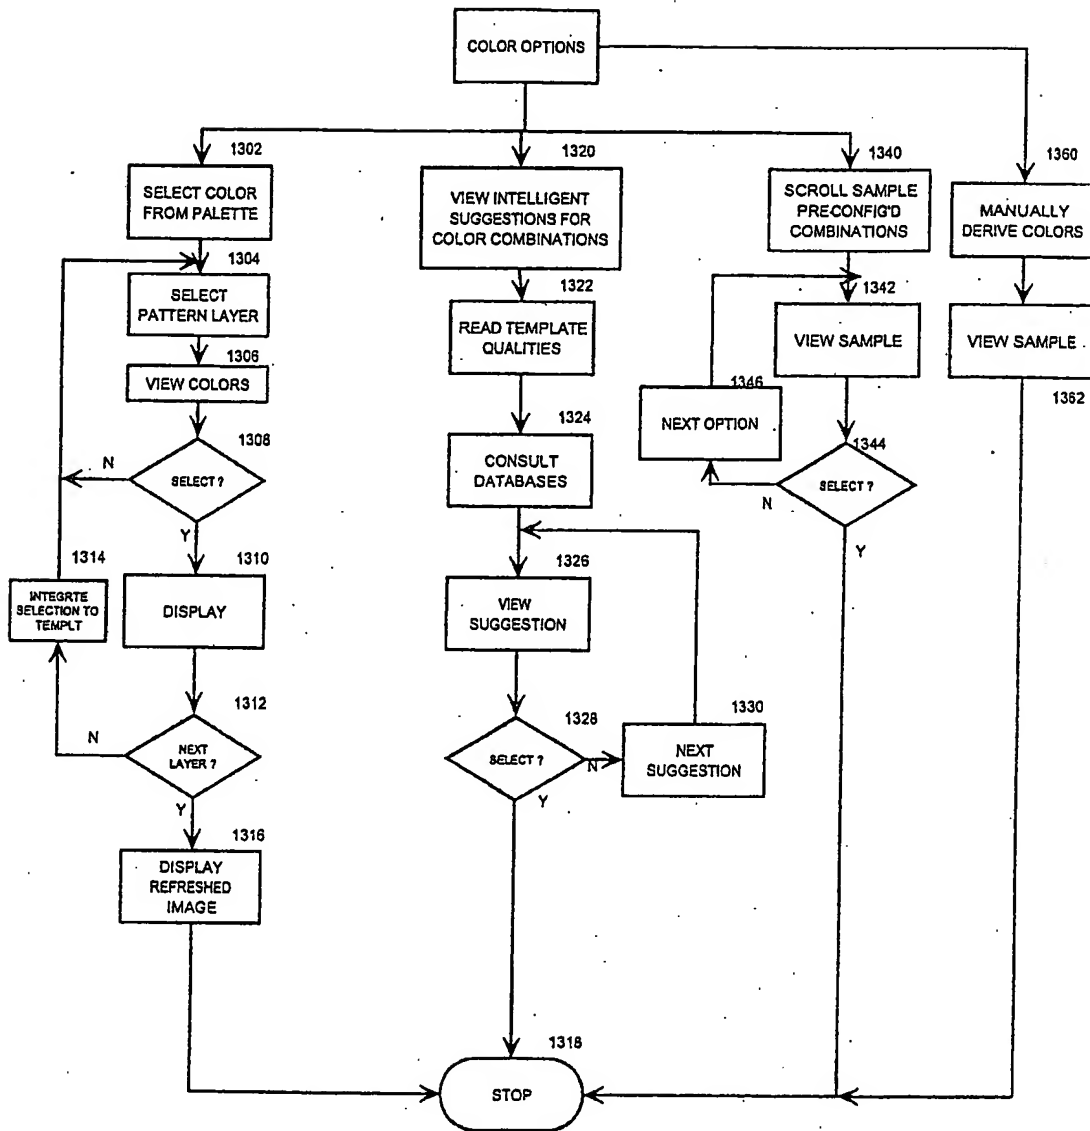 COLOR OPTIONS
1302
SELECT COLOR
FROM PALETTE
1304
SELECT
PATTERN LAYER
1306
VIEW COLORS
1308
SELECT ?
N
Y
1314
INTEGRTE
SELECTION TO
TEMPLT
1310
DISPLAY
1312
NEXT
LAYER ?
N
Y
1316
DISPLAY
REFRESHED
IMAGE
1320
VIEW INTELLIGENT
SUGGESTIONS FOR
COLOR COMBINATIONS
1322
READ TEMPLATE
QUALITIES
1324
CONSULT
DATABASES
1326
VIEW
SUGGESTION
1328
SELECT ?
N
Y
1330
NEXT
SUGGESTION
1340
SCROLL SAMPLE
PRE-CONFIG'D
COMBINATIONS
1342
VIEW SAMPLE
1346
NEXT OPTION
1344
SELECT ?
N
Y
1360
MANUALLY
DERIVE COLORS
VIEW SAMPLE
1362
1318
STOP